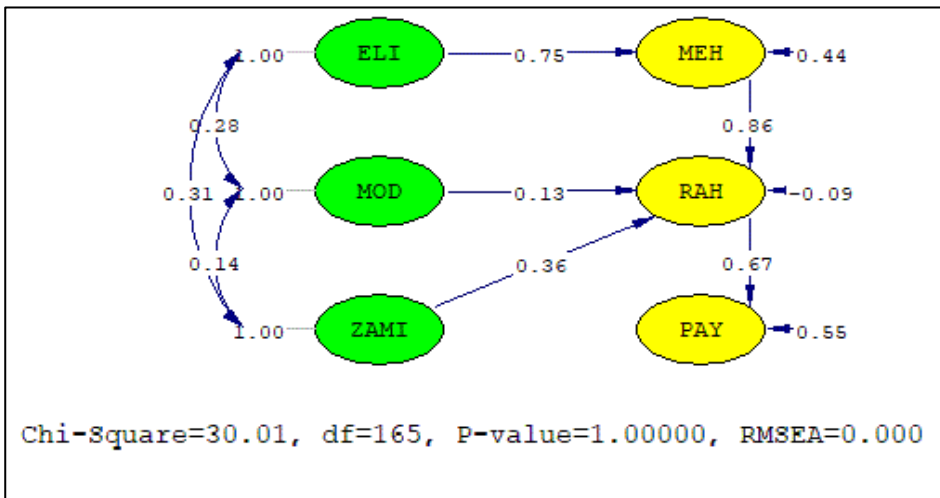 1.00 ELI 0.75 MEH 0.44
0.28 0.86
0.31 1.00 MOD 0.13 RAH -0.09
0.14 0.36 0.67
1.00 ZAMI PAY 0.55
Chi-Square=30.01, df=165, P-value=1.00000, RMSEA=0.000